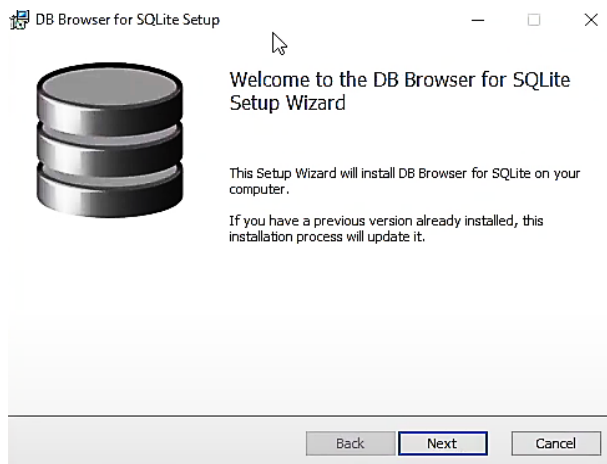 DB Browser for SQLite Setup
Welcome to the DB Browser for SQLite
Setup Wizard
This Setup Wizard will install DB Browser for SQLite on your
computer.
If you have a previous version already installed, this
installation process will update it.
Back
Next
Cancel